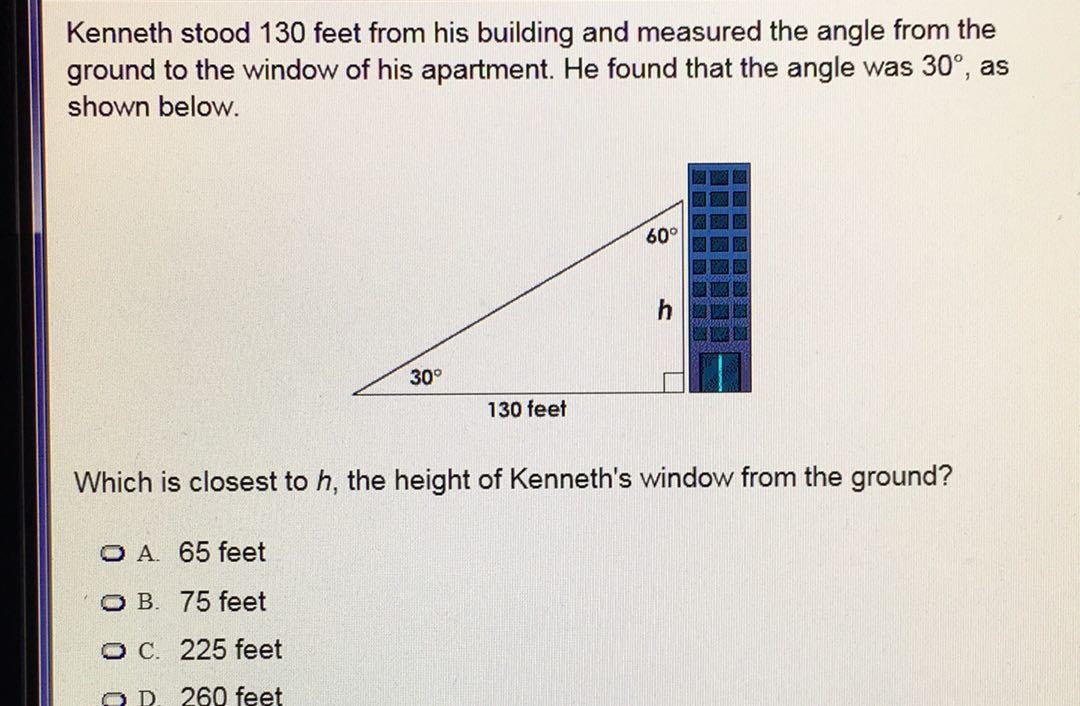 Kenneth stood 130 feet from his building and measured the angle from the
ground to the window of his apartment. He found that the angle was 30°, as
shown below.
60°
h
30°
130 feet
Which is closest to h, the height of Kenneth's window from the ground?
A. 65 feet
B. 75 feet
C. 225 feet
D. 260 feet